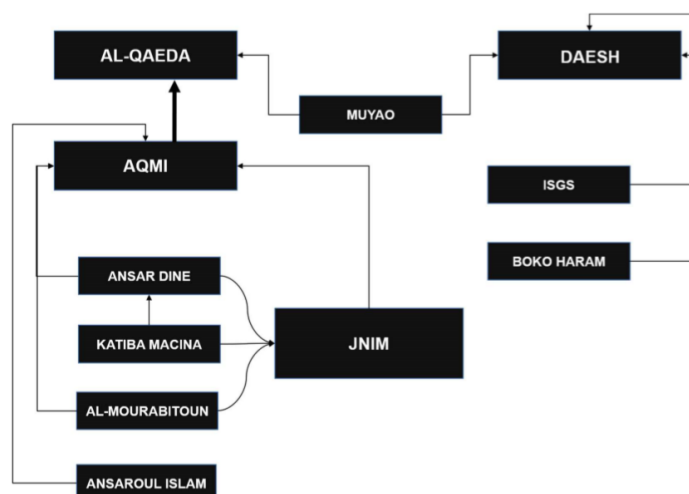 AL-QAEDA
DAESH
MUYAO
AQMI
ISGS
BOKO HARAM
ANSAR DINE
KATIBA MACINA
JNIM
AL-MOURABITOUN
ANSAROUL ISLAM